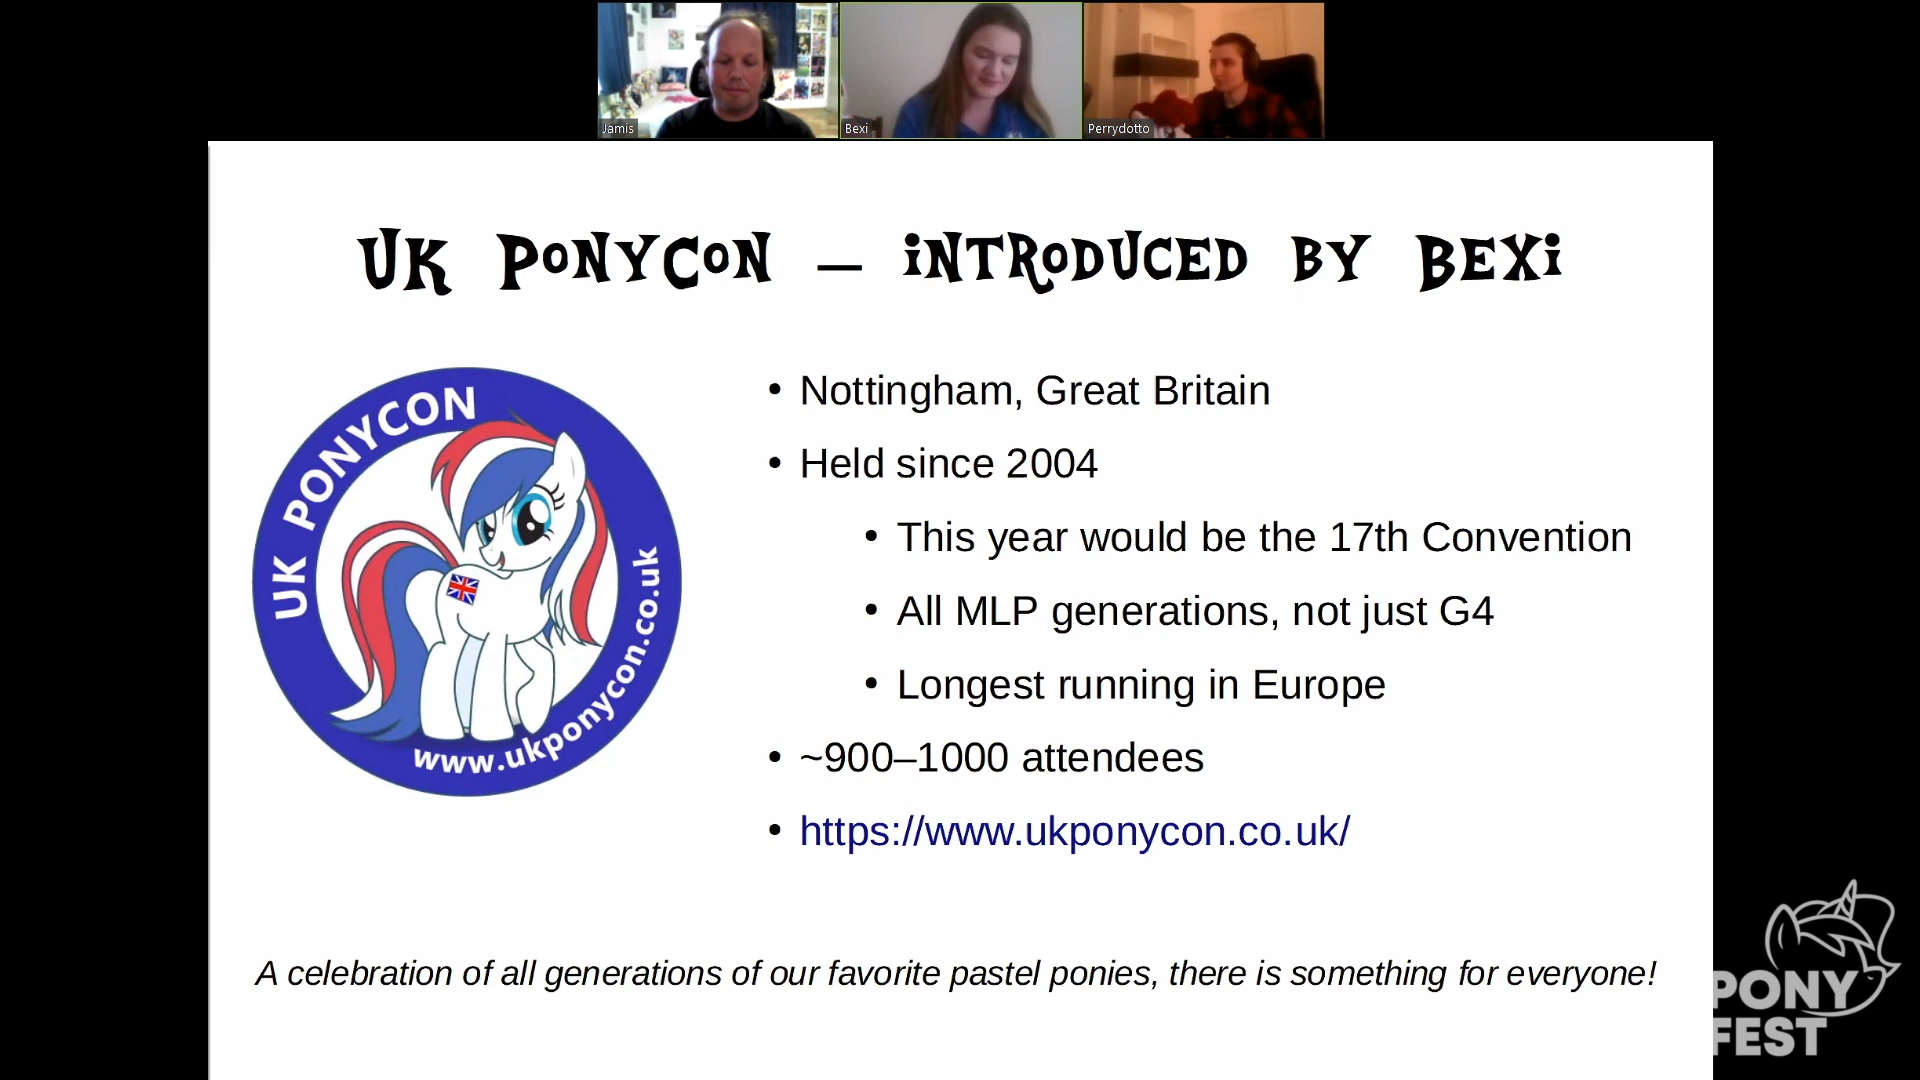 Jamis
Bexi
Perrydotto
UK PONYCON – INTRODUCED BY BEXI
UK PONYCON
www.ukponycon.co.uk
• Nottingham, Great Britain
• Held since 2004
• This year would be the 17th Convention
• All MLP generations, not just G4
• Longest running in Europe
• ~900–1000 attendees
• https://www.ukponycon.co.uk/
A celebration of all generations of our favorite pastel ponies, there is something for everyone!
PONY
FEST